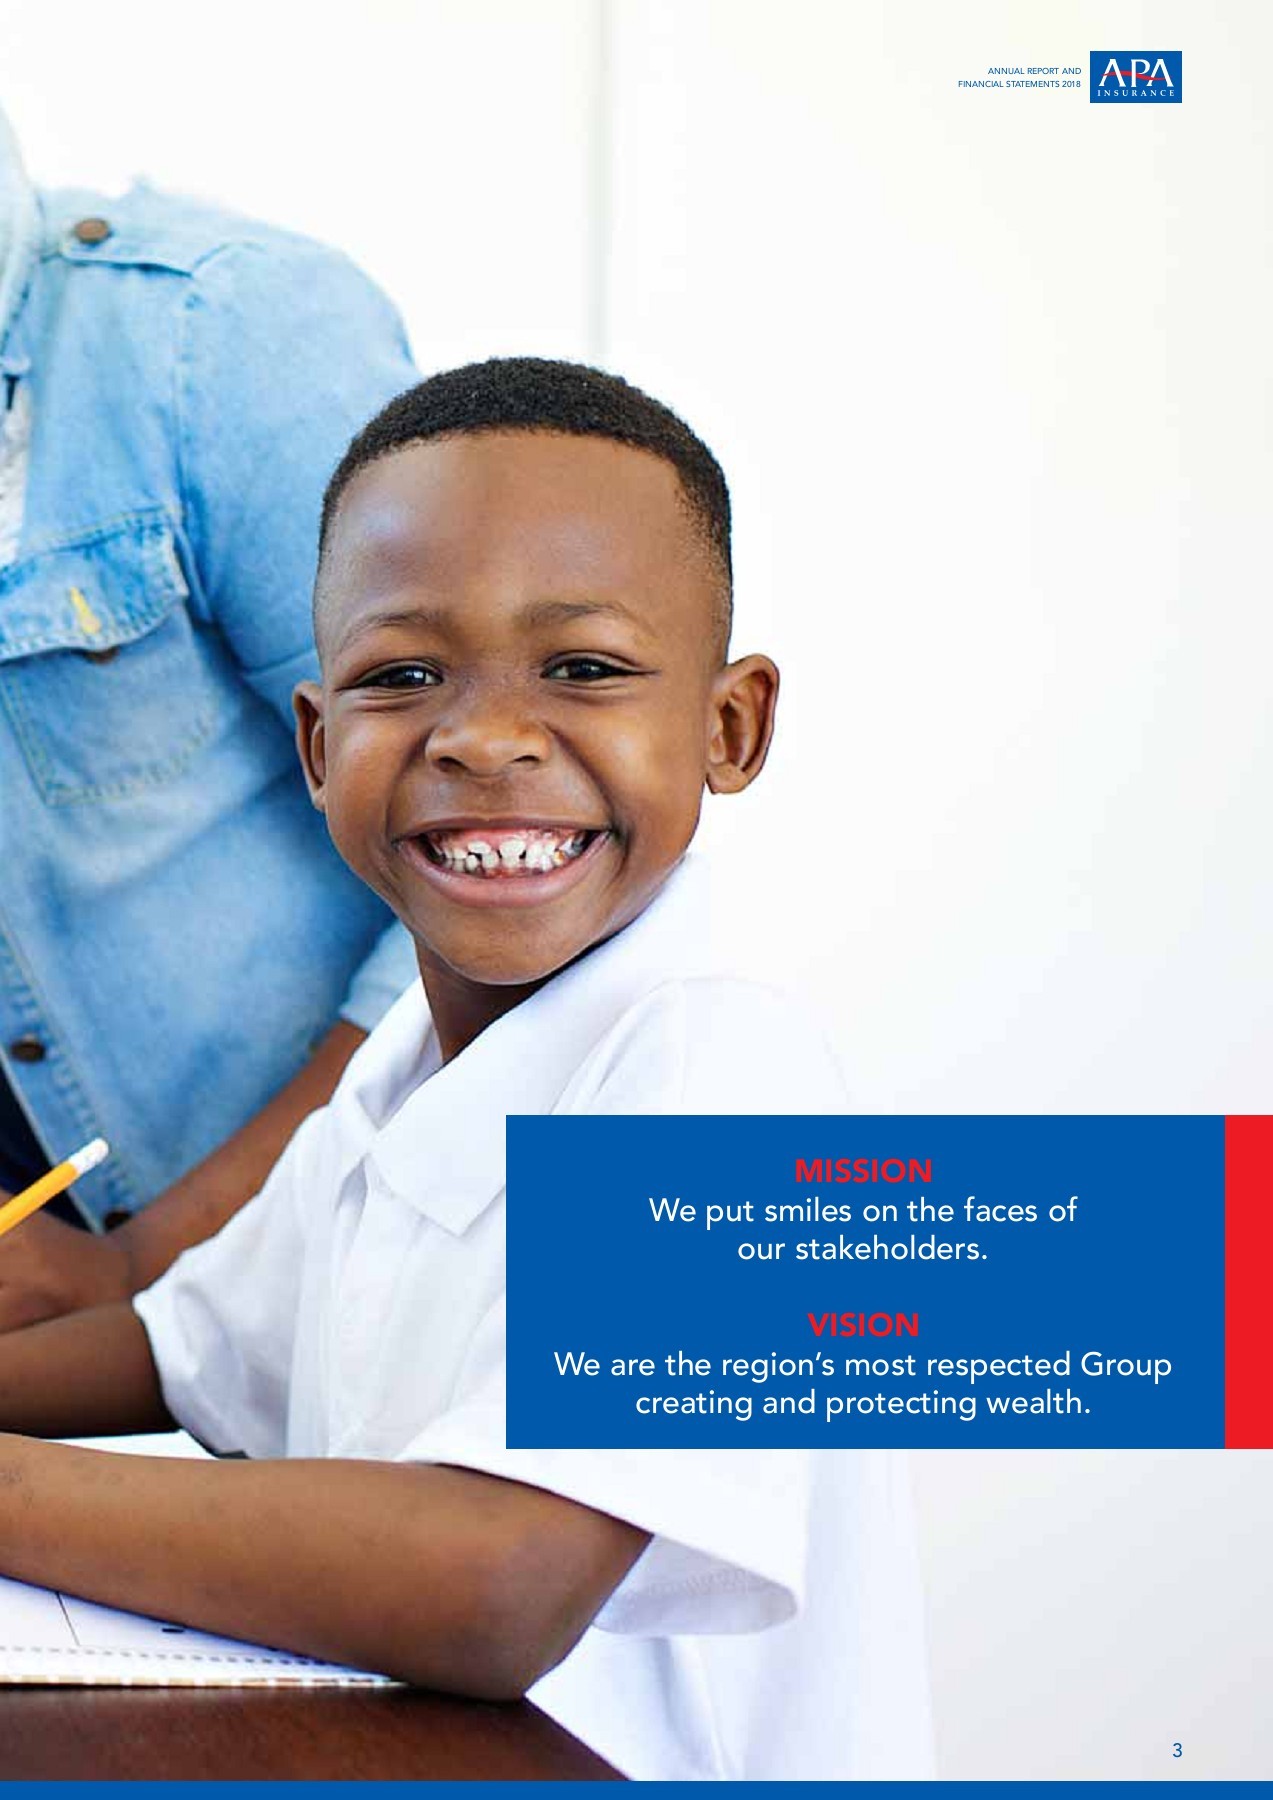 ANNUAL REPORT AND
FINANCIAL STATEMENTS 2018
APA
INSURANCE
MISSION
We put smiles on the faces of
our stakeholders.
VISION
We are the region’s most respected Group
creating and protecting wealth.
3